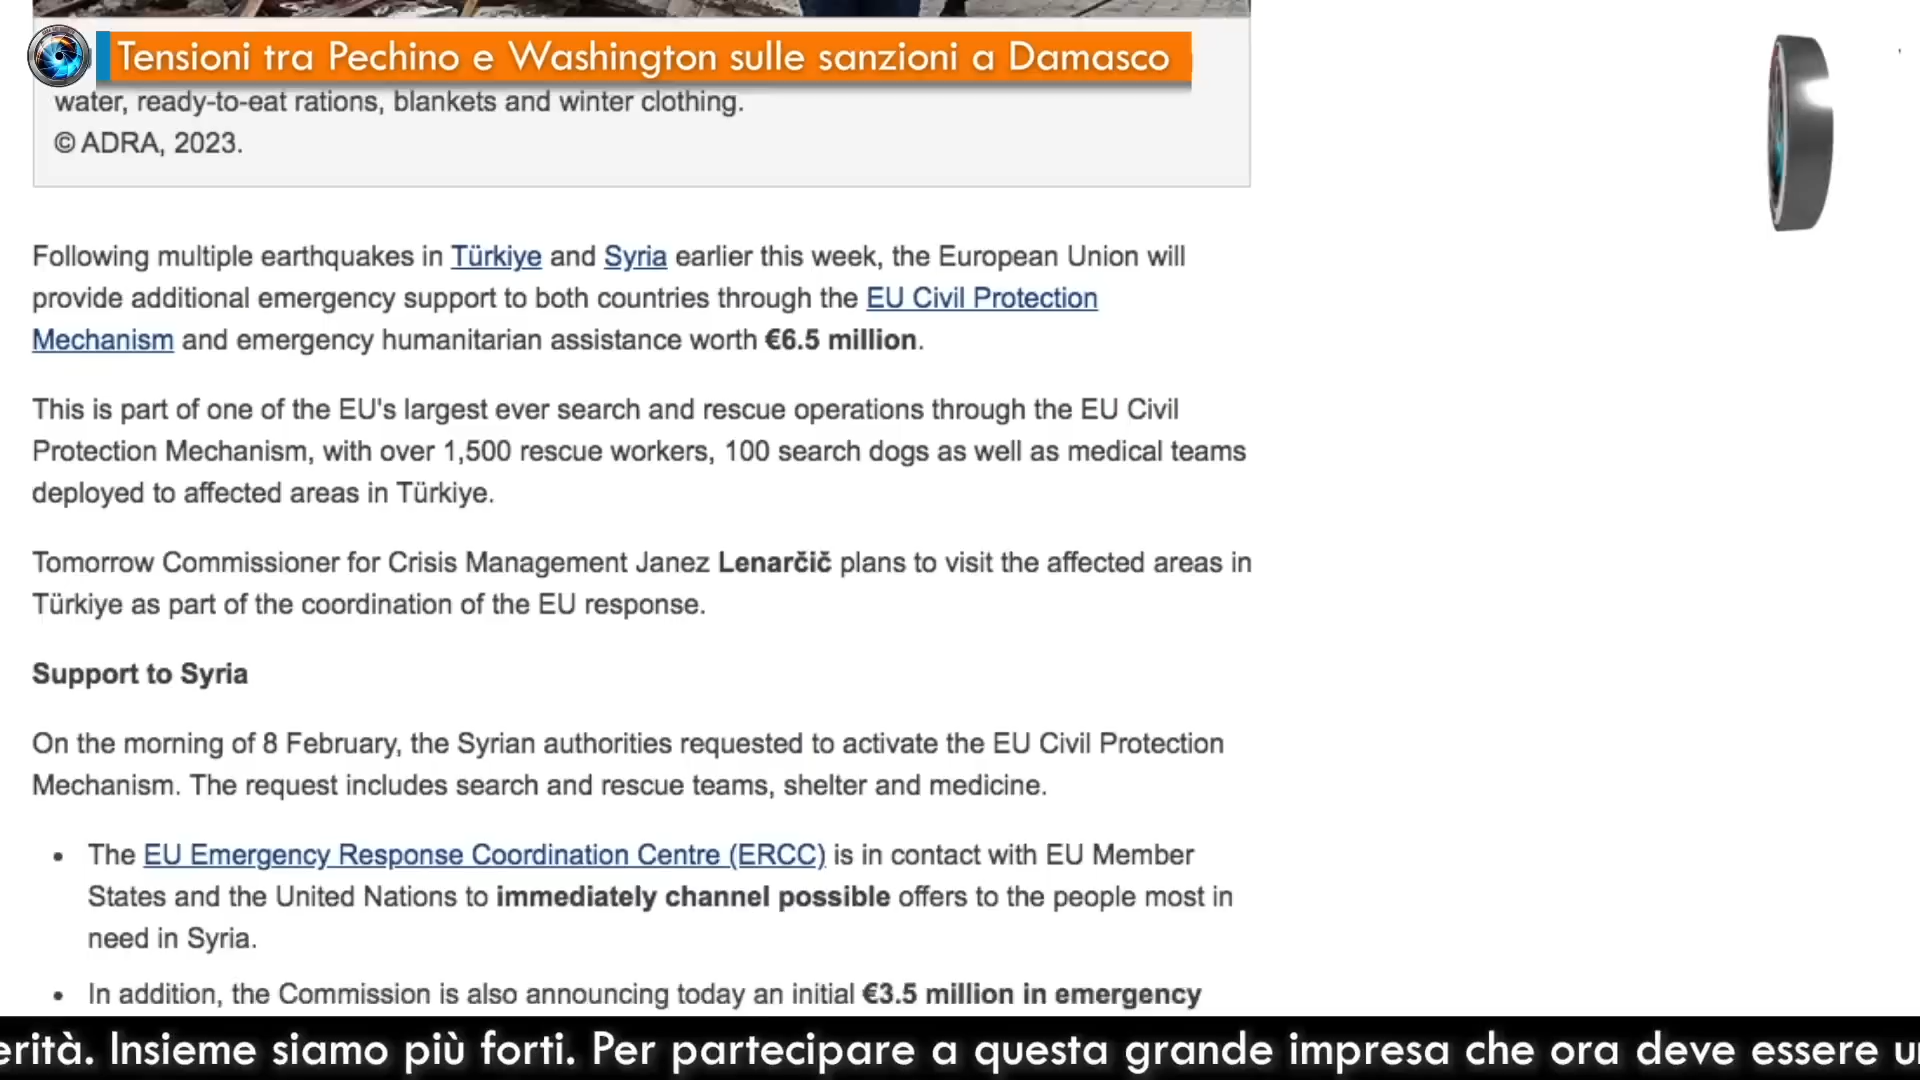 Tensioni tra Pechino e Washington sulle sanzioni a Damasco
water, ready-to-eat rations, blankets and winter clothing.
© ADRA, 2023.
Following multiple earthquakes in Türkiye and Syria earlier this week, the European Union will
provide additional emergency support to both countries through the EU Civil Protection
Mechanism and emergency humanitarian assistance worth €6.5 million.
This is part of one of the EU's largest ever search and rescue operations through the EU Civil
Protection Mechanism, with over 1,500 rescue workers, 100 search dogs as well as medical teams
deployed to affected areas in Türkiye.
Tomorrow Commissioner for Crisis Management Janez Lenarčič plans to visit the affected areas in
Türkiye as part of the coordination of the EU response.
Support to Syria
On the morning of 8 February, the Syrian authorities requested to activate the EU Civil Protection
Mechanism. The request includes search and rescue teams, shelter and medicine.
• The EU Emergency Response Coordination Centre (ERCC) is in contact with EU Member
States and the United Nations to immediately channel possible offers to the people most in
need in Syria.
• In addition, the Commission is also announcing today an initial €3.5 million in emergency
erità. Insieme siamo più forti. Per partecipare a questa grande impresa che ora deve essere